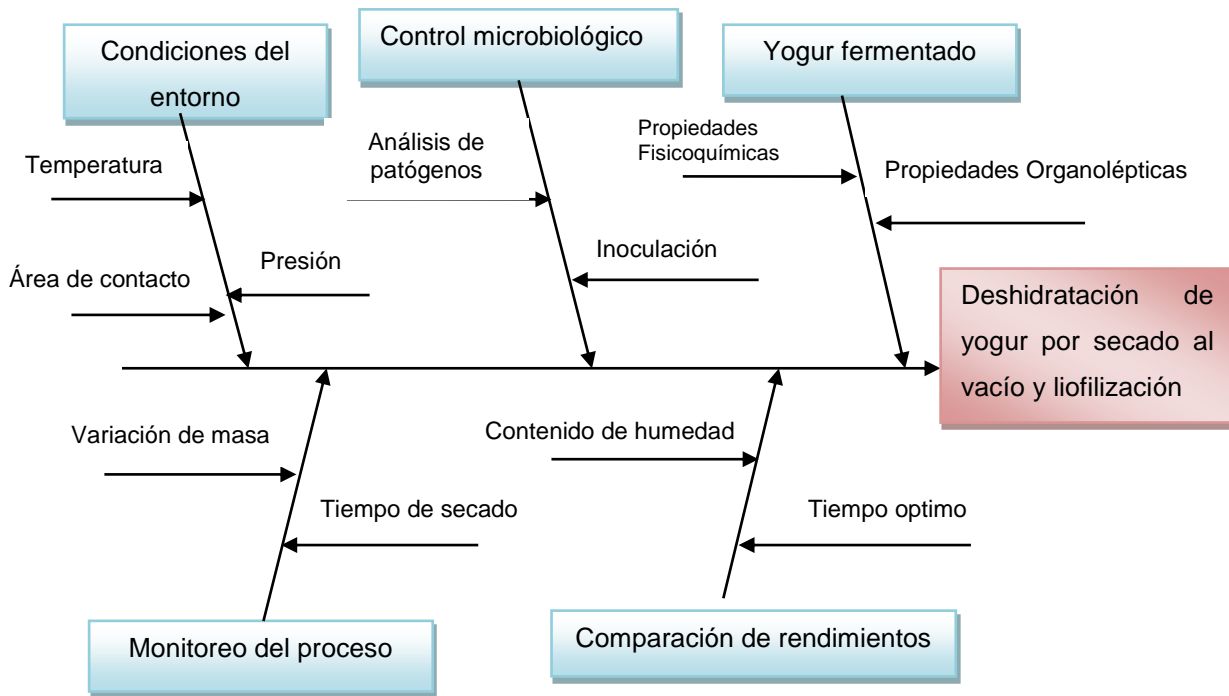 Condiciones del
entorno
Control microbiológico
Yogur fermentado
Temperatura
Área de contacto
Presión
Análisis de
patógenos
Inoculación
Propiedades
Fisicoquímicas
Propiedades Organolépticas
Deshidratación de
yogur por secado al
vacío y liofilización
Variación de masa
Tiempo de secado
Monitoreo del proceso
Contenido de humedad
Tiempo optimo
Comparación de rendimientos